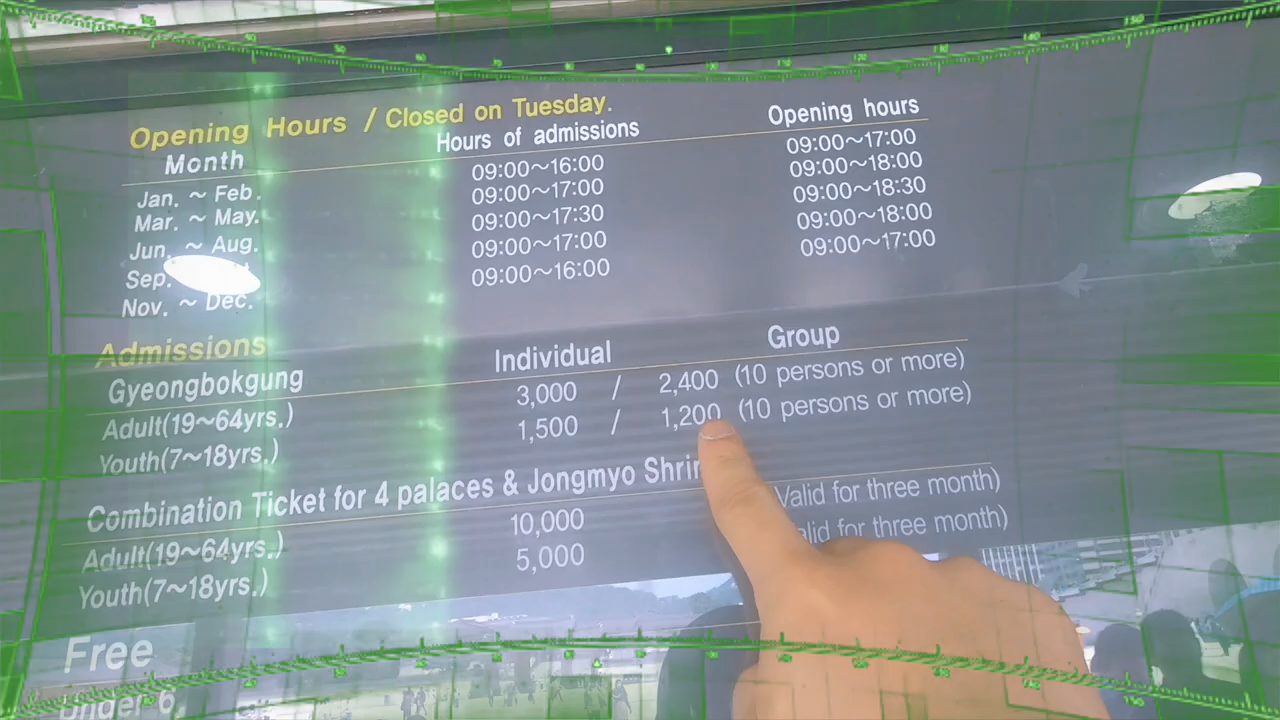 Opening Hours / Closed on Tuesday.
Month Hours of admissions Opening hours
Jan. ~ Feb. 09:00~16:00 09:00~17:00
Mar. ~ May. 09:00~17:00 09:00~18:00
Jun. ~ Aug. 09:00~17:30 09:00~18:30
Sep. 09:00~17:00 09:00~18:00
Nov. ~ Dec. 09:00~16:00 09:00~17:00
Admissions Individual Group
Gyeongbokgung
Adult(19~64yrs.) 3,000 / 2,400 (10 persons or more)
Youth(7~18yrs.) 1,500 / 1,200 (10 persons or more)
Combination Ticket for 4 palaces & Jongmyo
Adult(19~64yrs.) 10,000 Valid for three month)
Youth(7~18yrs.) 5,000 for three month)
Free
Under 6